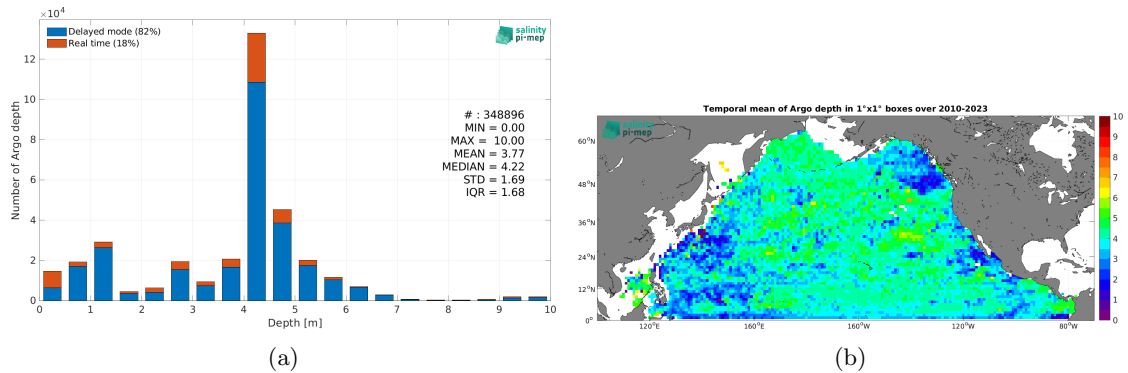 ×10⁴
Delayed mode (82%)
Real time (18%)
salinity
pi-mep
12
10
8
6
4
2
0
Number of Argo depth
# : 348896
MIN = 0.00
MAX = 10.00
MEAN = 3.77
MEDIAN = 4.22
STD = 1.69
IQR = 1.68
0 1 2 3 4 5 6 7 8 9 10
Depth [m]
(a)
Temporal mean of Argo depth in 1°x1° boxes over 2010-2023
salinity
pi-mep
60°N
48°N
36°N
24°N
12°N
0°
120°E 160°E 160°W 120°W 80°W
10
9
8
7
6
5
4
3
2
1
0
(b)